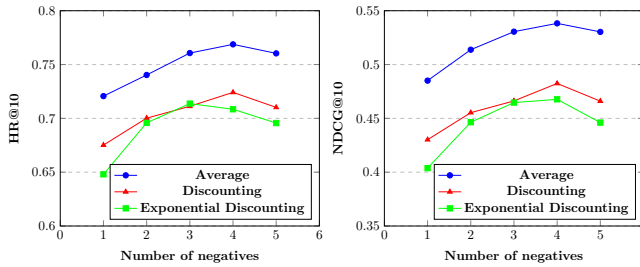 0.8
0.75
0.7
0.65
0.6
HR@10
0 1 2 3 4 5 6
Number of negatives
Average
Discounting
Exponential Discounting
0.55
0.5
0.45
0.4
0.35
NDCG@10
0 1 2 3 4 5 6
Number of negatives
Average
Discounting
Exponential Discounting